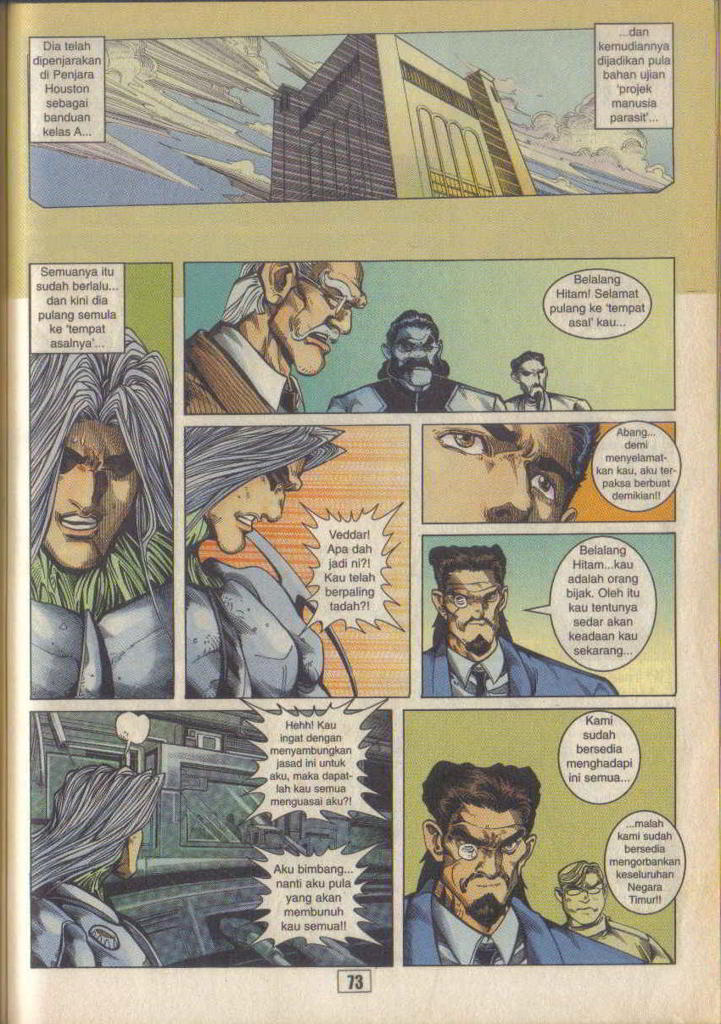 Dia telah
dipenjarakan
di Penjara
Houston
sebagai
banduan
kelas A...
...dan
kemudiannya
dijadikan pula
bahan ujian
'projek
manusia
parasit'...
Semuanya itu
sudah berlalu...
dan kini dia
pulang semula
ke 'tempat
asalnya'...
Belalang
Hitam! Selamat
pulang ke 'tempat
asal' kau...
Veddar!
Apa dah
jadi ni?!
Kau telah
berpaling
tadah?!
Abang...
demi
menyelamat-
kan kau, aku ter-
paksa berbuat
demikian!!
Belalang
Hitam...kau
adalah orang
bijak. Oleh itu
kau tentunya
sedar akan
keadaan kau
sekarang...
Hehh! Kau
ingat dengan
menyambungkan
jasad ini untuk
aku, maka dapat-
lah kau semua
menguasai aku?!
Aku bimbang...
nanti aku pula
yang akan
membunuh
kau semua!!
Kami
sudah
bersedia
menghadapi
ini semua...
...malah
kami sudah
bersedia
mengorbankan
keseluruhan
Negara
Timur!!
73